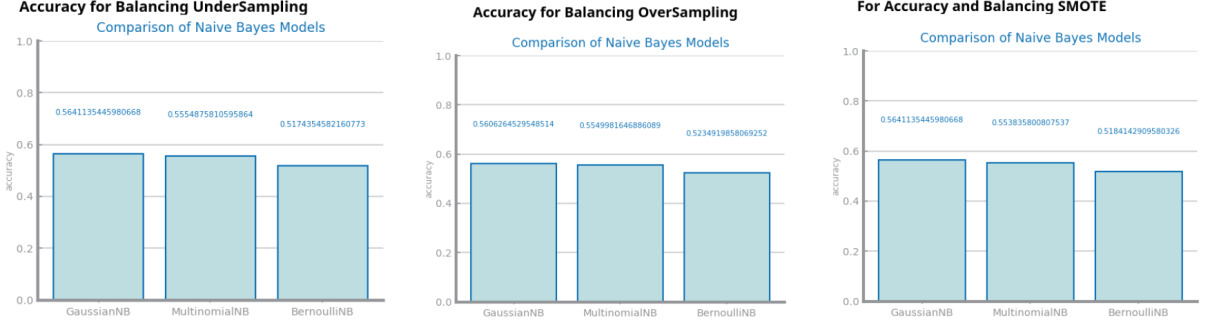 Accuracy for Balancing UnderSampling
Comparison of Naive Bayes Models
1.0
0.8
0.6
0.4
0.2
0.0
accuracy
0.5641135445980668
0.5554875810595864
0.5174354582160773
GaussianNB MultinomialNB BernoulliNB
Accuracy for Balancing OverSampling
Comparison of Naive Bayes Models
1.0
0.8
0.6
0.4
0.2
0.0
accuracy
0.5606264529548514
0.5549981646886089
0.5234919858069252
GaussianNB MultinomialNB BernoulliNB
For Accuracy and Balancing SMOTE
Comparison of Naive Bayes Models
1.0
0.8
0.6
0.4
0.2
0.0
accuracy
0.5641135445980668
0.553835800807537
0.5184142909580326
GaussianNB MultinomialNB BernoulliNB